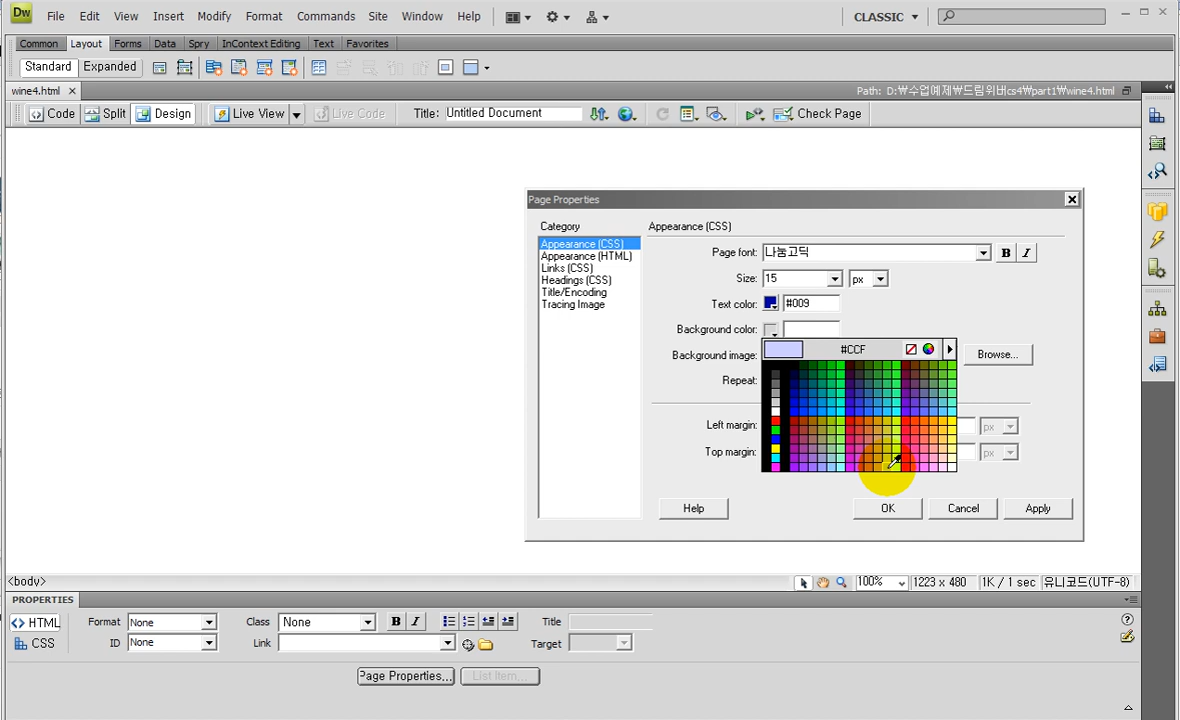 Dw File Edit View Insert Modify Format Commands Site Window Help CLASSIC
Common Layout Forms Data Spry InContext Editing Text Favorites
Standard Expanded
wine4.html Path: D:₩수업예제₩드림위버cs4₩part1₩wine4.html
Code Split Design Live View Live Code Title: Untitled Document Check Page
Page Properties
Category Appearance (CSS)
Appearance (CSS)
Appearance (HTML)
Links (CSS)
Headings (CSS)
Title/Encoding
Tracing Image
Page font: 나눔고딕 B I
Size: 15 px
Text color: #009
Background color:
#CCF
Background image: Browse...
Repeat:
Left margin: px
Top margin: px
Help OK Cancel Apply
<body> 100% 1223 x 480 1K / 1 sec 유니코드(UTF-8)
PROPERTIES
<> HTML Format None Class None B I Title
CSS ID None Link Target
Page Properties... List Item...